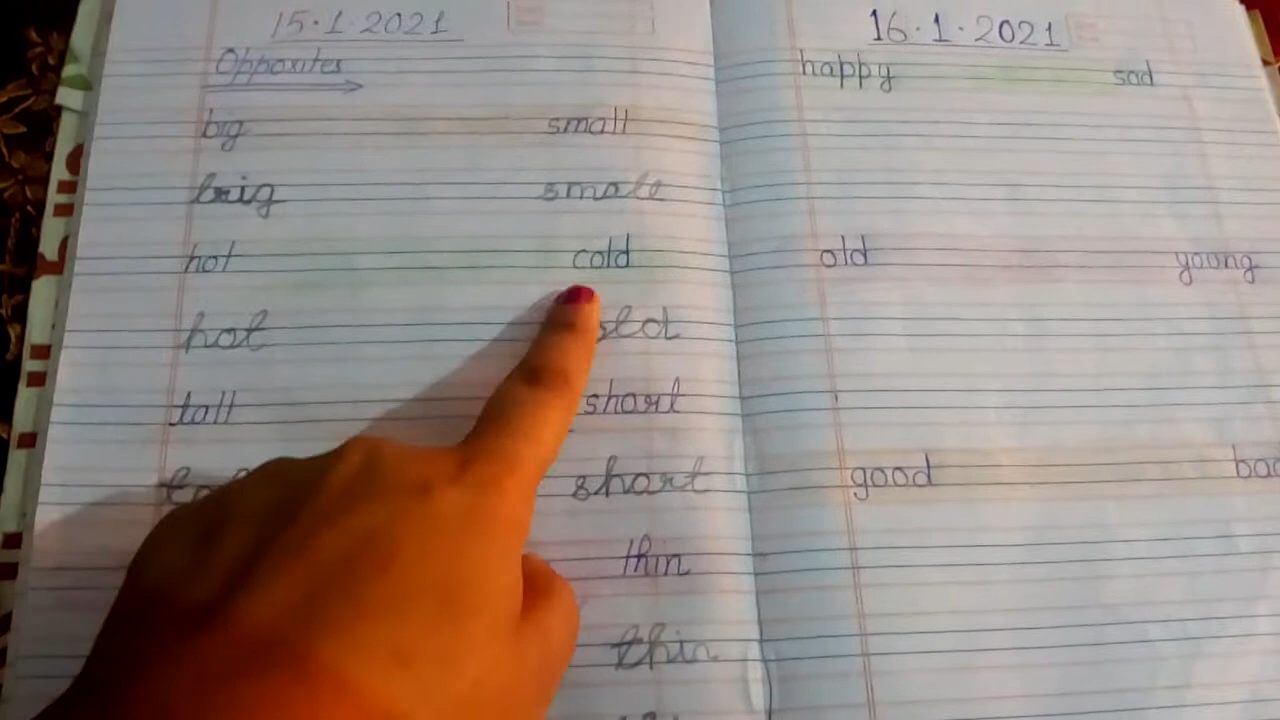 15.1.2021
Opposites
big small
big small
hot cold
hot
tall short
short
thin
thin
16.1.2021
happy sad
old young
good